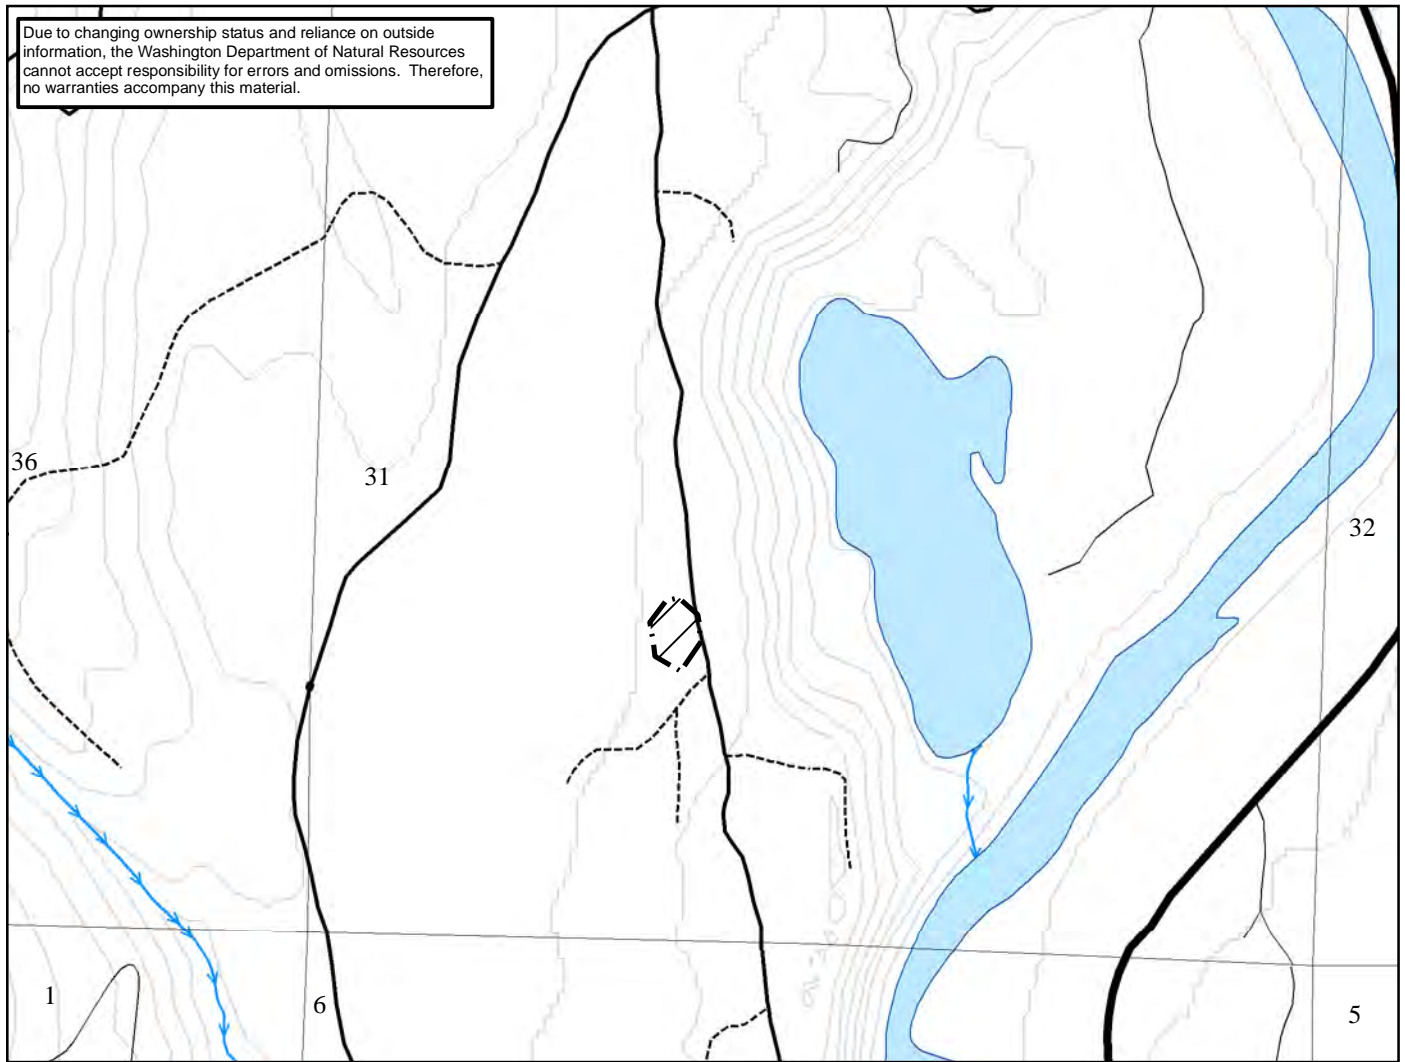 Due to changing ownership status and reliance on outside
information, the Washington Department of Natural Resources
cannot accept responsibility for errors and omissions.  Therefore,
no warranties accompany this material.
36
31
32
1
6
5